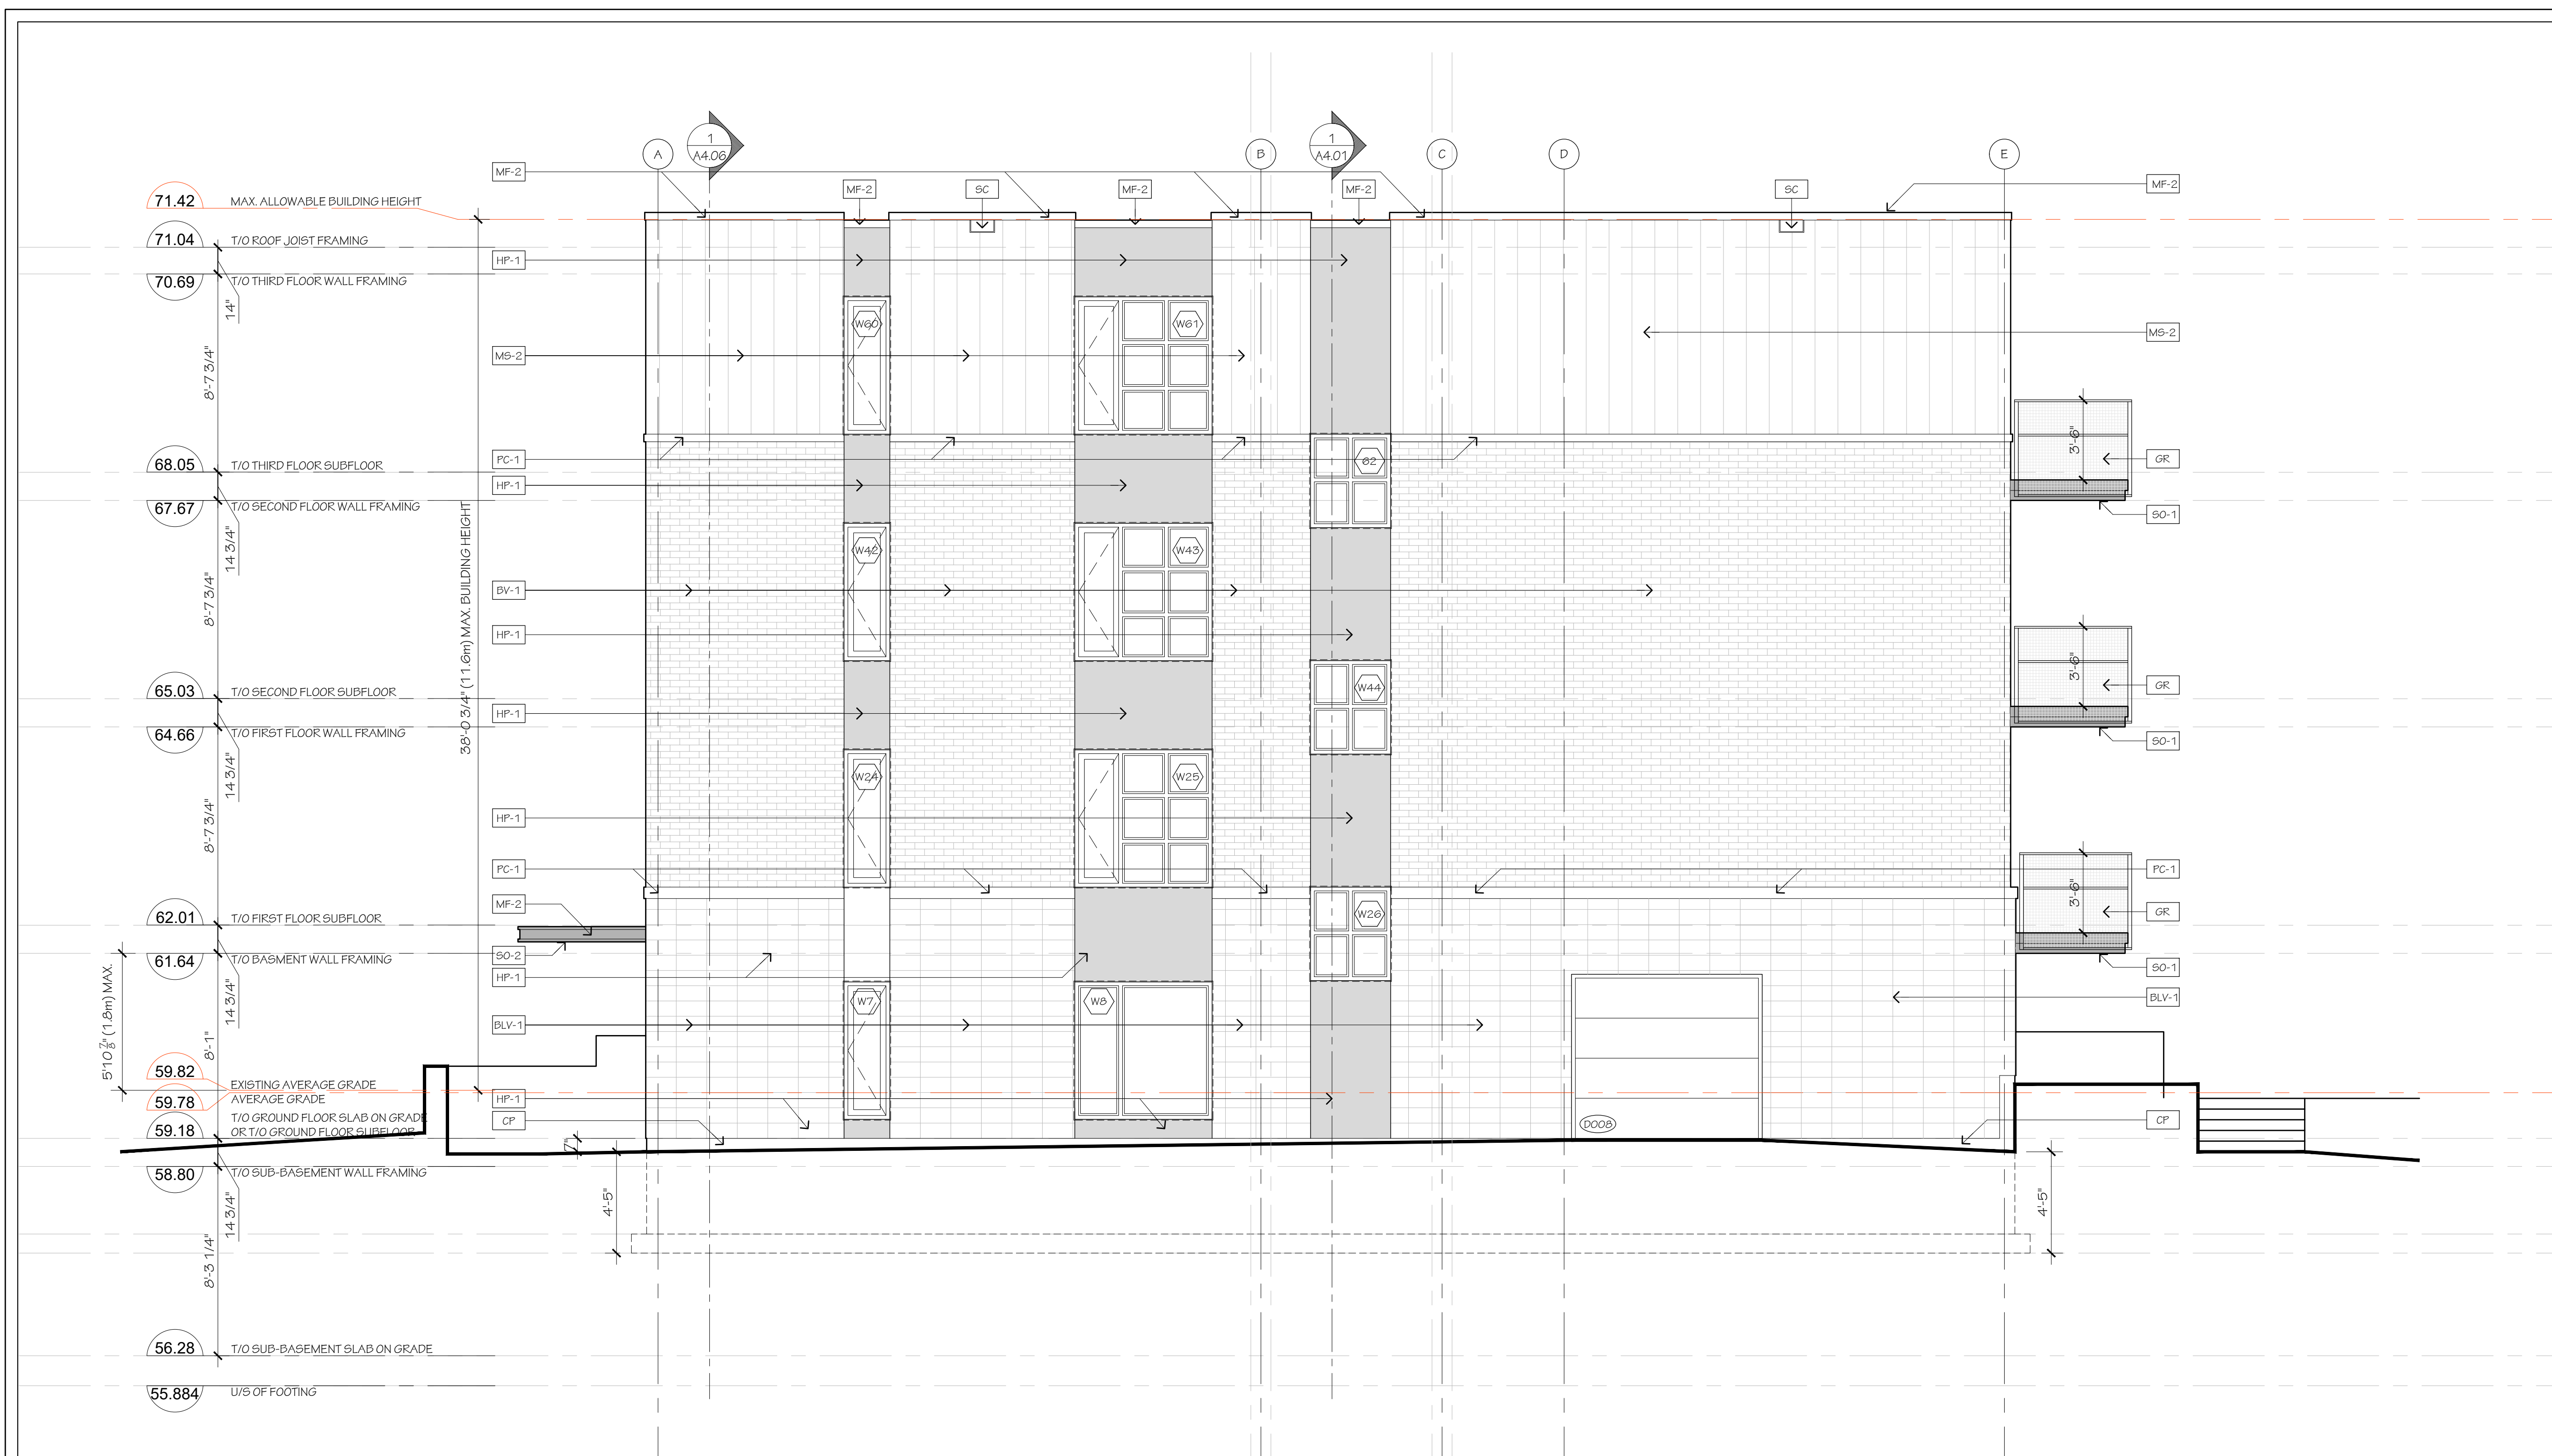 A
1
A4.06
B
1
A4.01
C
D
E
MF-2
MF-2
SC
MF-2
MF-2
SC
MF-2
71.42
MAX. ALLOWABLE BUILDING HEIGHT
71.04
T/O ROOF JOIST FRAMING
HP-1
70.69
T/O THIRD FLOOR WALL FRAMING
14"
W60
W61
MS-2
MS-2
8'-7 3/4"
3'-6"
PC-1
GR
62
68.05
T/O THIRD FLOOR SUBFLOOR
HP-1
67.67
T/O SECOND FLOOR WALL FRAMING
SO-1
14 3/4"
W42
W43
8'-7 3/4"
BV-1
38'-0 3/4" (11.6m) MAX. BUILDING HEIGHT
HP-1
3'-6"
65.03
T/O SECOND FLOOR SUBFLOOR
W44
GR
HP-1
64.66
T/O FIRST FLOOR WALL FRAMING
SO-1
14 3/4"
W24
W25
8'-7 3/4"
HP-1
PC-1
PC-1
3'-6"
MF-2
W26
GR
62.01
T/O FIRST FLOOR SUBFLOOR
SO-2
61.64
T/O BASMENT WALL FRAMING
HP-1
SO-1
14 3/4"
W7
W8
BLV-1
5'10 7/8" (1.8m) MAX.
8'-1"
BLV-1
59.82
EXISTING AVERAGE GRADE
59.78
AVERAGE GRADE
HP-1
T/O GROUND FLOOR SLAB ON GRADE
59.18
OR T/O GROUND FLOOR SUBFLOOR
CP
D008
CP
7"
58.80
T/O SUB-BASEMENT WALL FRAMING
14 3/4"
4'-5"
4'-5"
8'-3 1/4"
56.28
T/O SUB-BASEMENT SLAB ON GRADE
55.884
U/S OF FOOTING